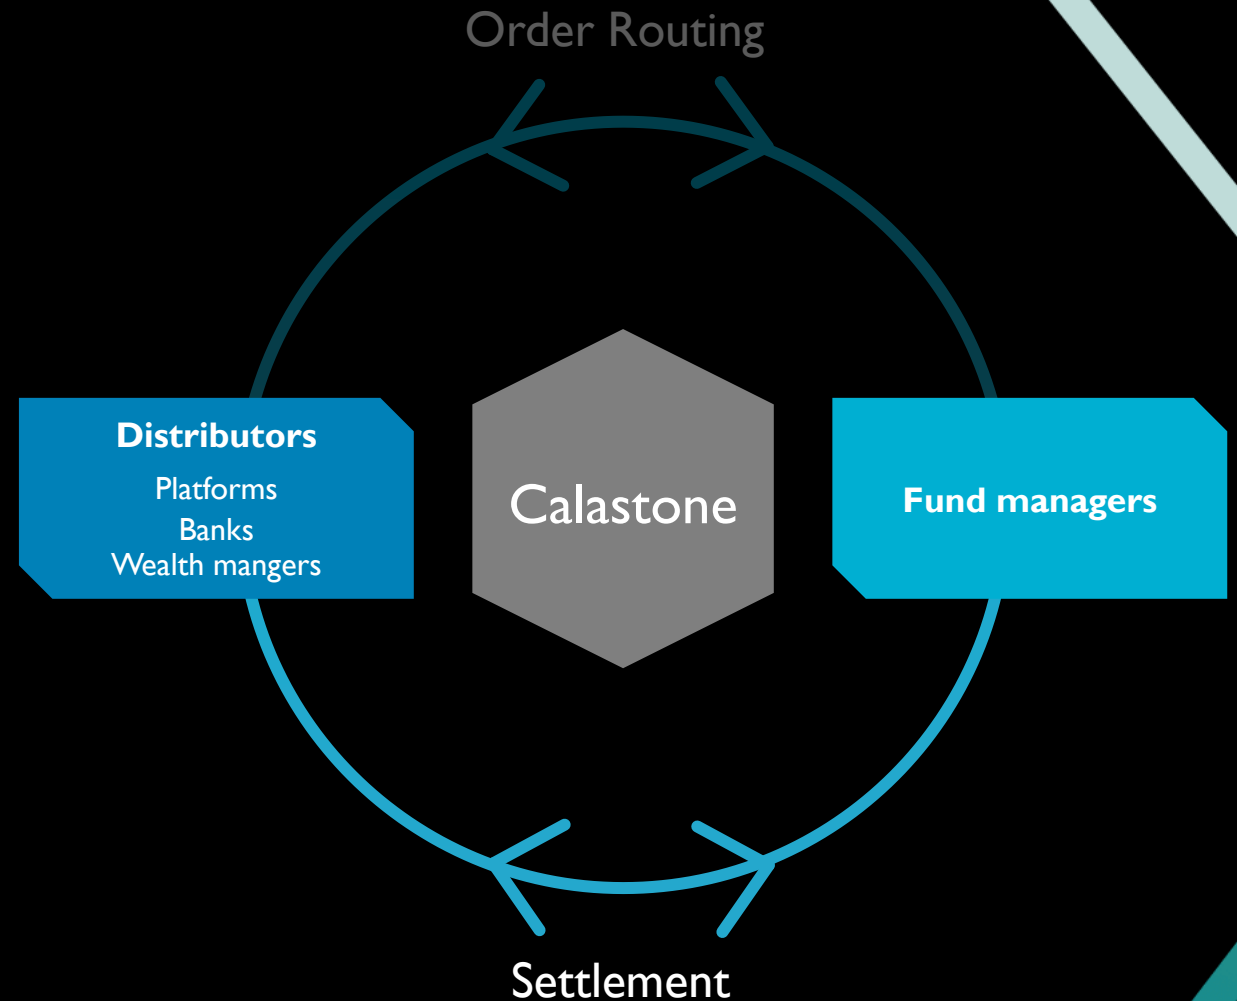 Order Routing
Distributors
Platforms
Banks
Wealth mangers
Calastone
Fund managers
Settlement